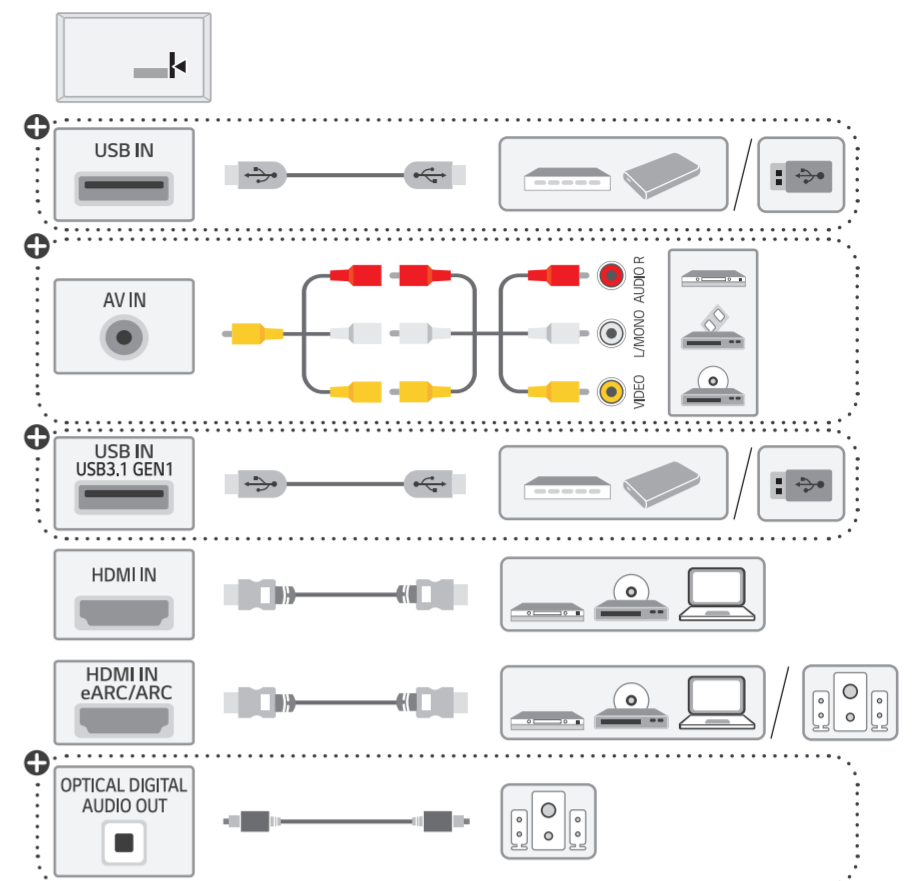 USB IN
AV IN
AUDIO R
L/MONO
VIDEO
USB IN
USB3.1 GEN1
HDMI IN
HDMI IN
eARC/ARC
OPTICAL DIGITAL
AUDIO OUT